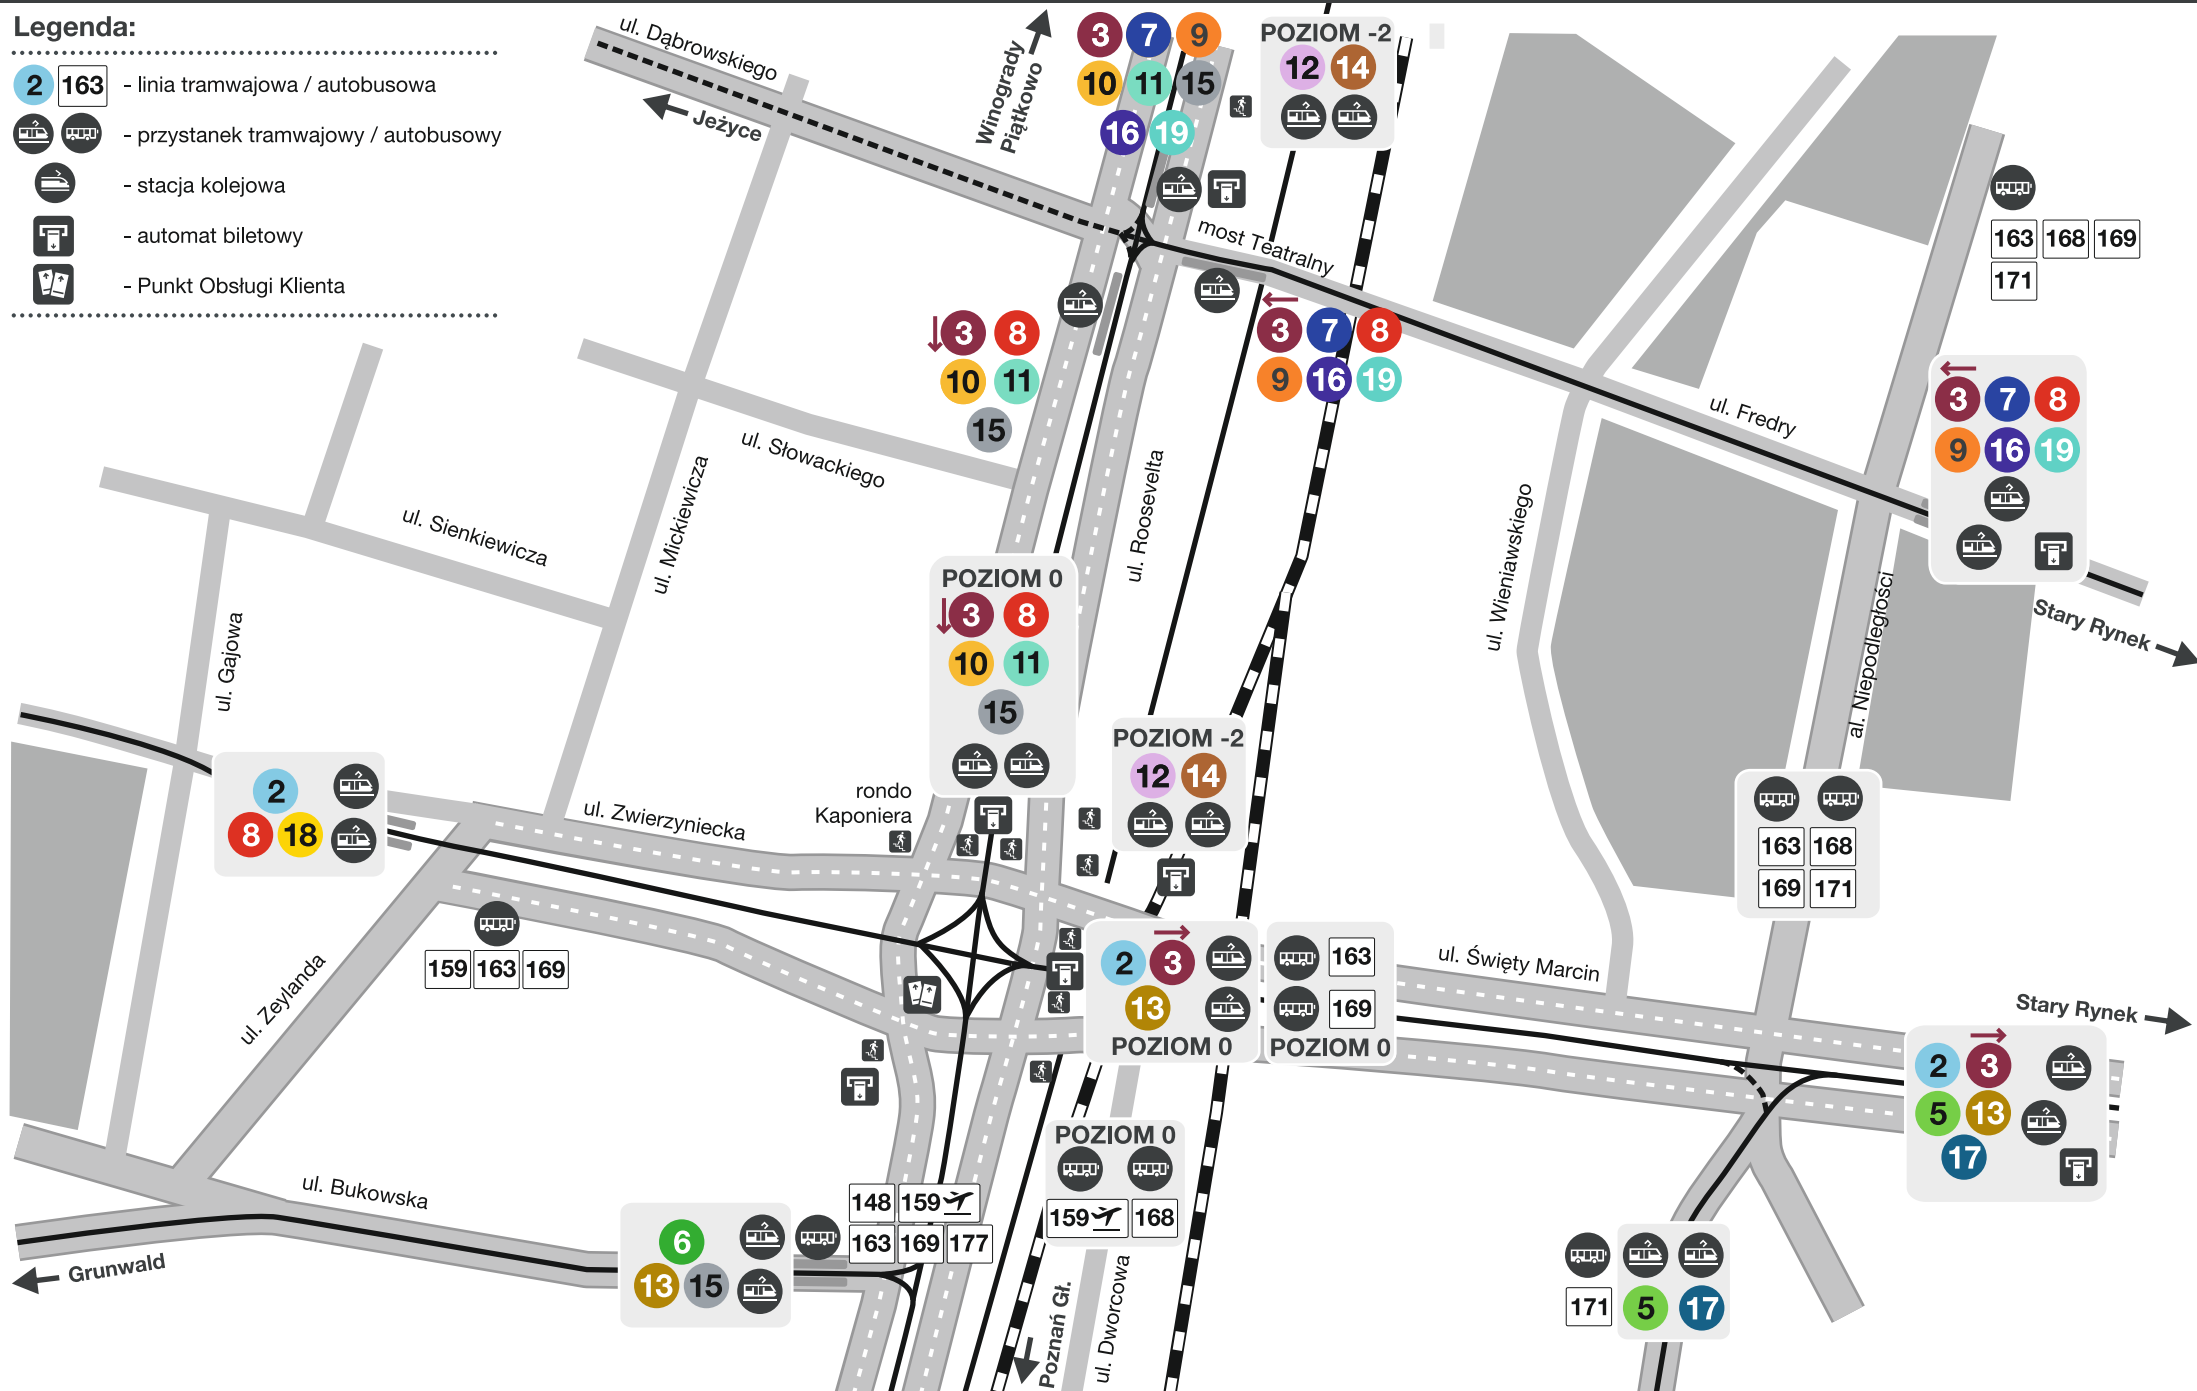 Legenda:
2 163 - linia tramwajowa / autobusowa
- przystanek tramwajowy / autobusowy
- stacja kolejowa
- automat biletowy
- Punkt Obsługi Klienta
ul. Dąbrowskiego
Jeżyce
Winogrady
Piątkowo
3 7 9
10 11 15
16 19
POZIOM -2
12 14
most Teatralny
163 168 169
171
3 8
10 11
15
3 7 8
9 16 19
3 7 8
9 16 19
ul. Fredry
ul. Słowackiego
ul. Sienkiewicza
ul. Mickiewicza
ul. Roosevelta
ul. Wieniawskiego
al. Niepodległości
Stary Rynek
ul. Gajowa
POZIOM 0
3 8
10 11
15
POZIOM -2
12 14
2
8 18
ul. Zwierzyniecka
rondo
Kaponiera
163 168
169 171
159 163 169
ul. Zeylanda
2 3
13
POZIOM 0
163
169
POZIOM 0
ul. Święty Marcin
Stary Rynek
2 3
5 13
17
POZIOM 0
159 168
ul. Bukowska
Grunwald
6
13 15
148 159
163 169 177
Poznań Gł.
ul. Dworcowa
171 5 17